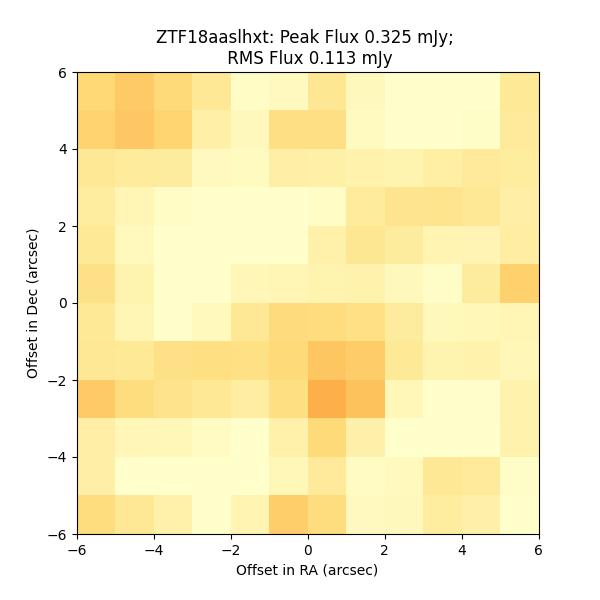 ZTF18aaslhxt: Peak Flux 0.325 mJy;
RMS Flux 0.113 mJy
6
4
2
0
−2
−4
−6
Offset in Dec (arcsec)
−6 −4 −2 0 2 4 6
Offset in RA (arcsec)